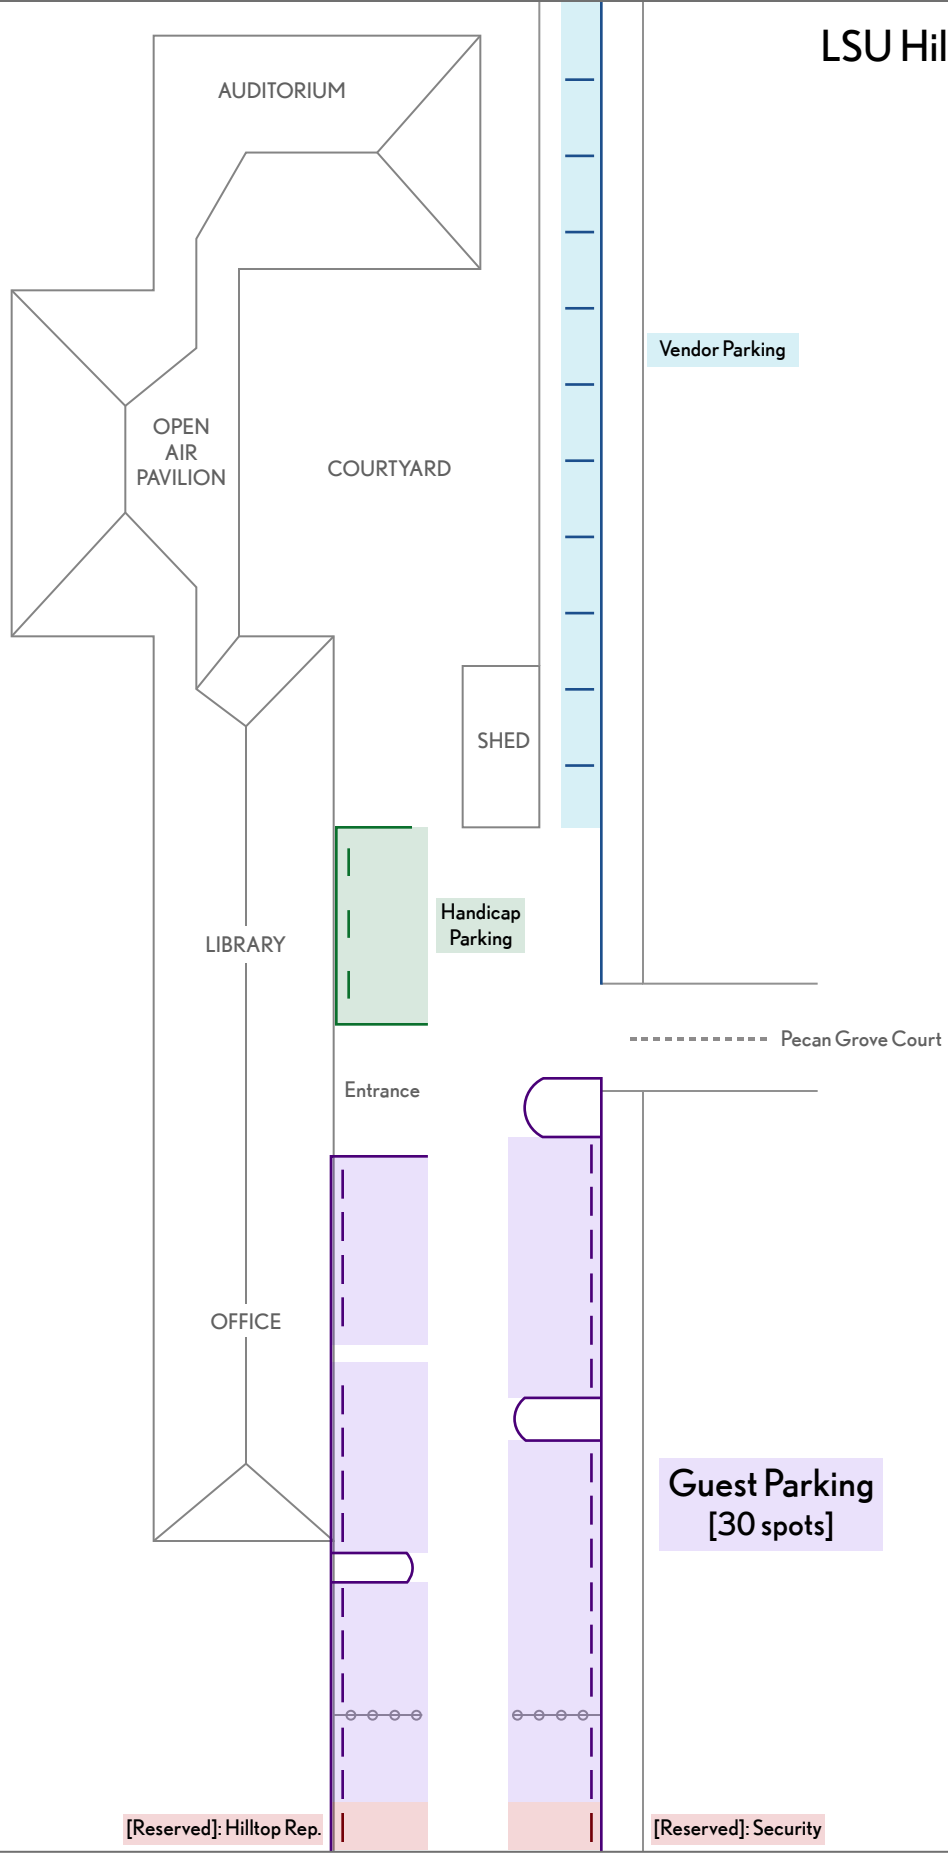 LSU Hil
AUDITORIUM
Vendor Parking
OPEN
AIR
PAVILION
COURTYARD
SHED
Handicap
Parking
LIBRARY
Pecan Grove Court
Entrance
OFFICE
Guest Parking
[30 spots]
[Reserved]: Hilltop Rep.
[Reserved]: Security